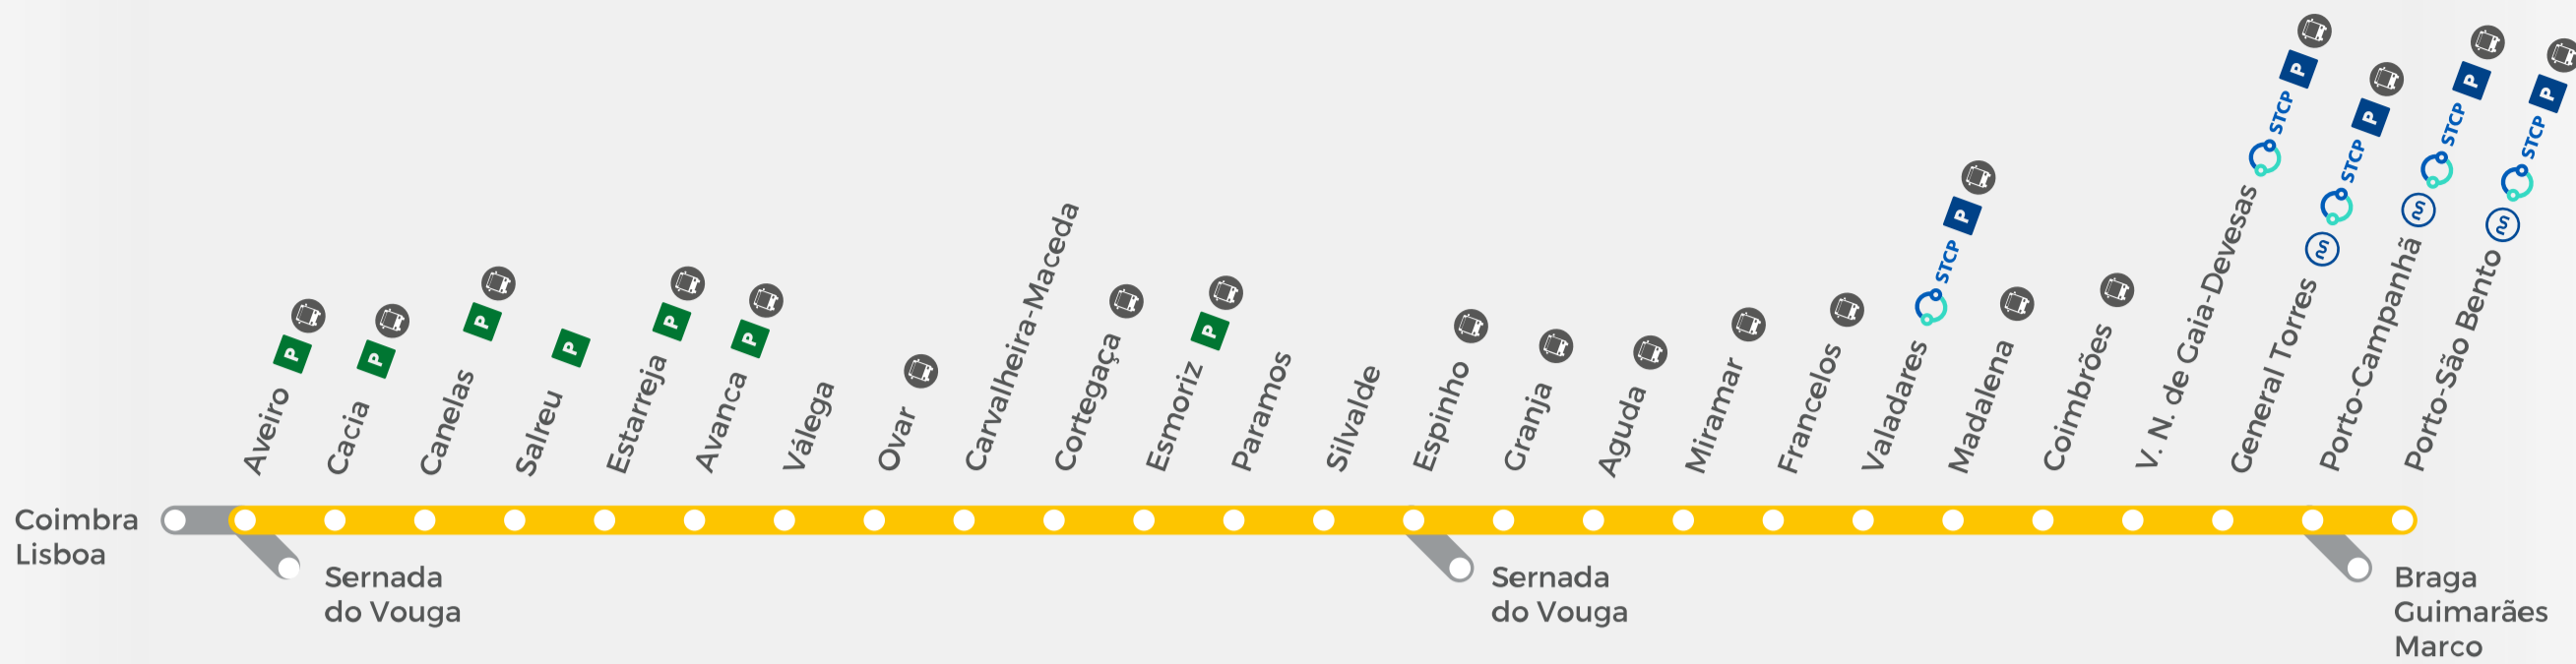 Aveiro P
Cacia P
Canelas P
Salreu P
Estarreja P
Avanca P
Válega
Ovar
Carvalheira-Maceda
Cortegaça
Esmoriz P
Paramos
Silvalde
Espinho
Granja
Aguda
Miramar
Francelos
Valadares STCP P
Madalena
Coimbrões
V. N. de Gaia-Devesas STCP P
General Torres STCP P
Porto-Campanhã STCP P
Porto-São Bento STCP P
Coimbra
Lisboa
Sernada
do Vouga
Sernada
do Vouga
Braga
Guimarães
Marco